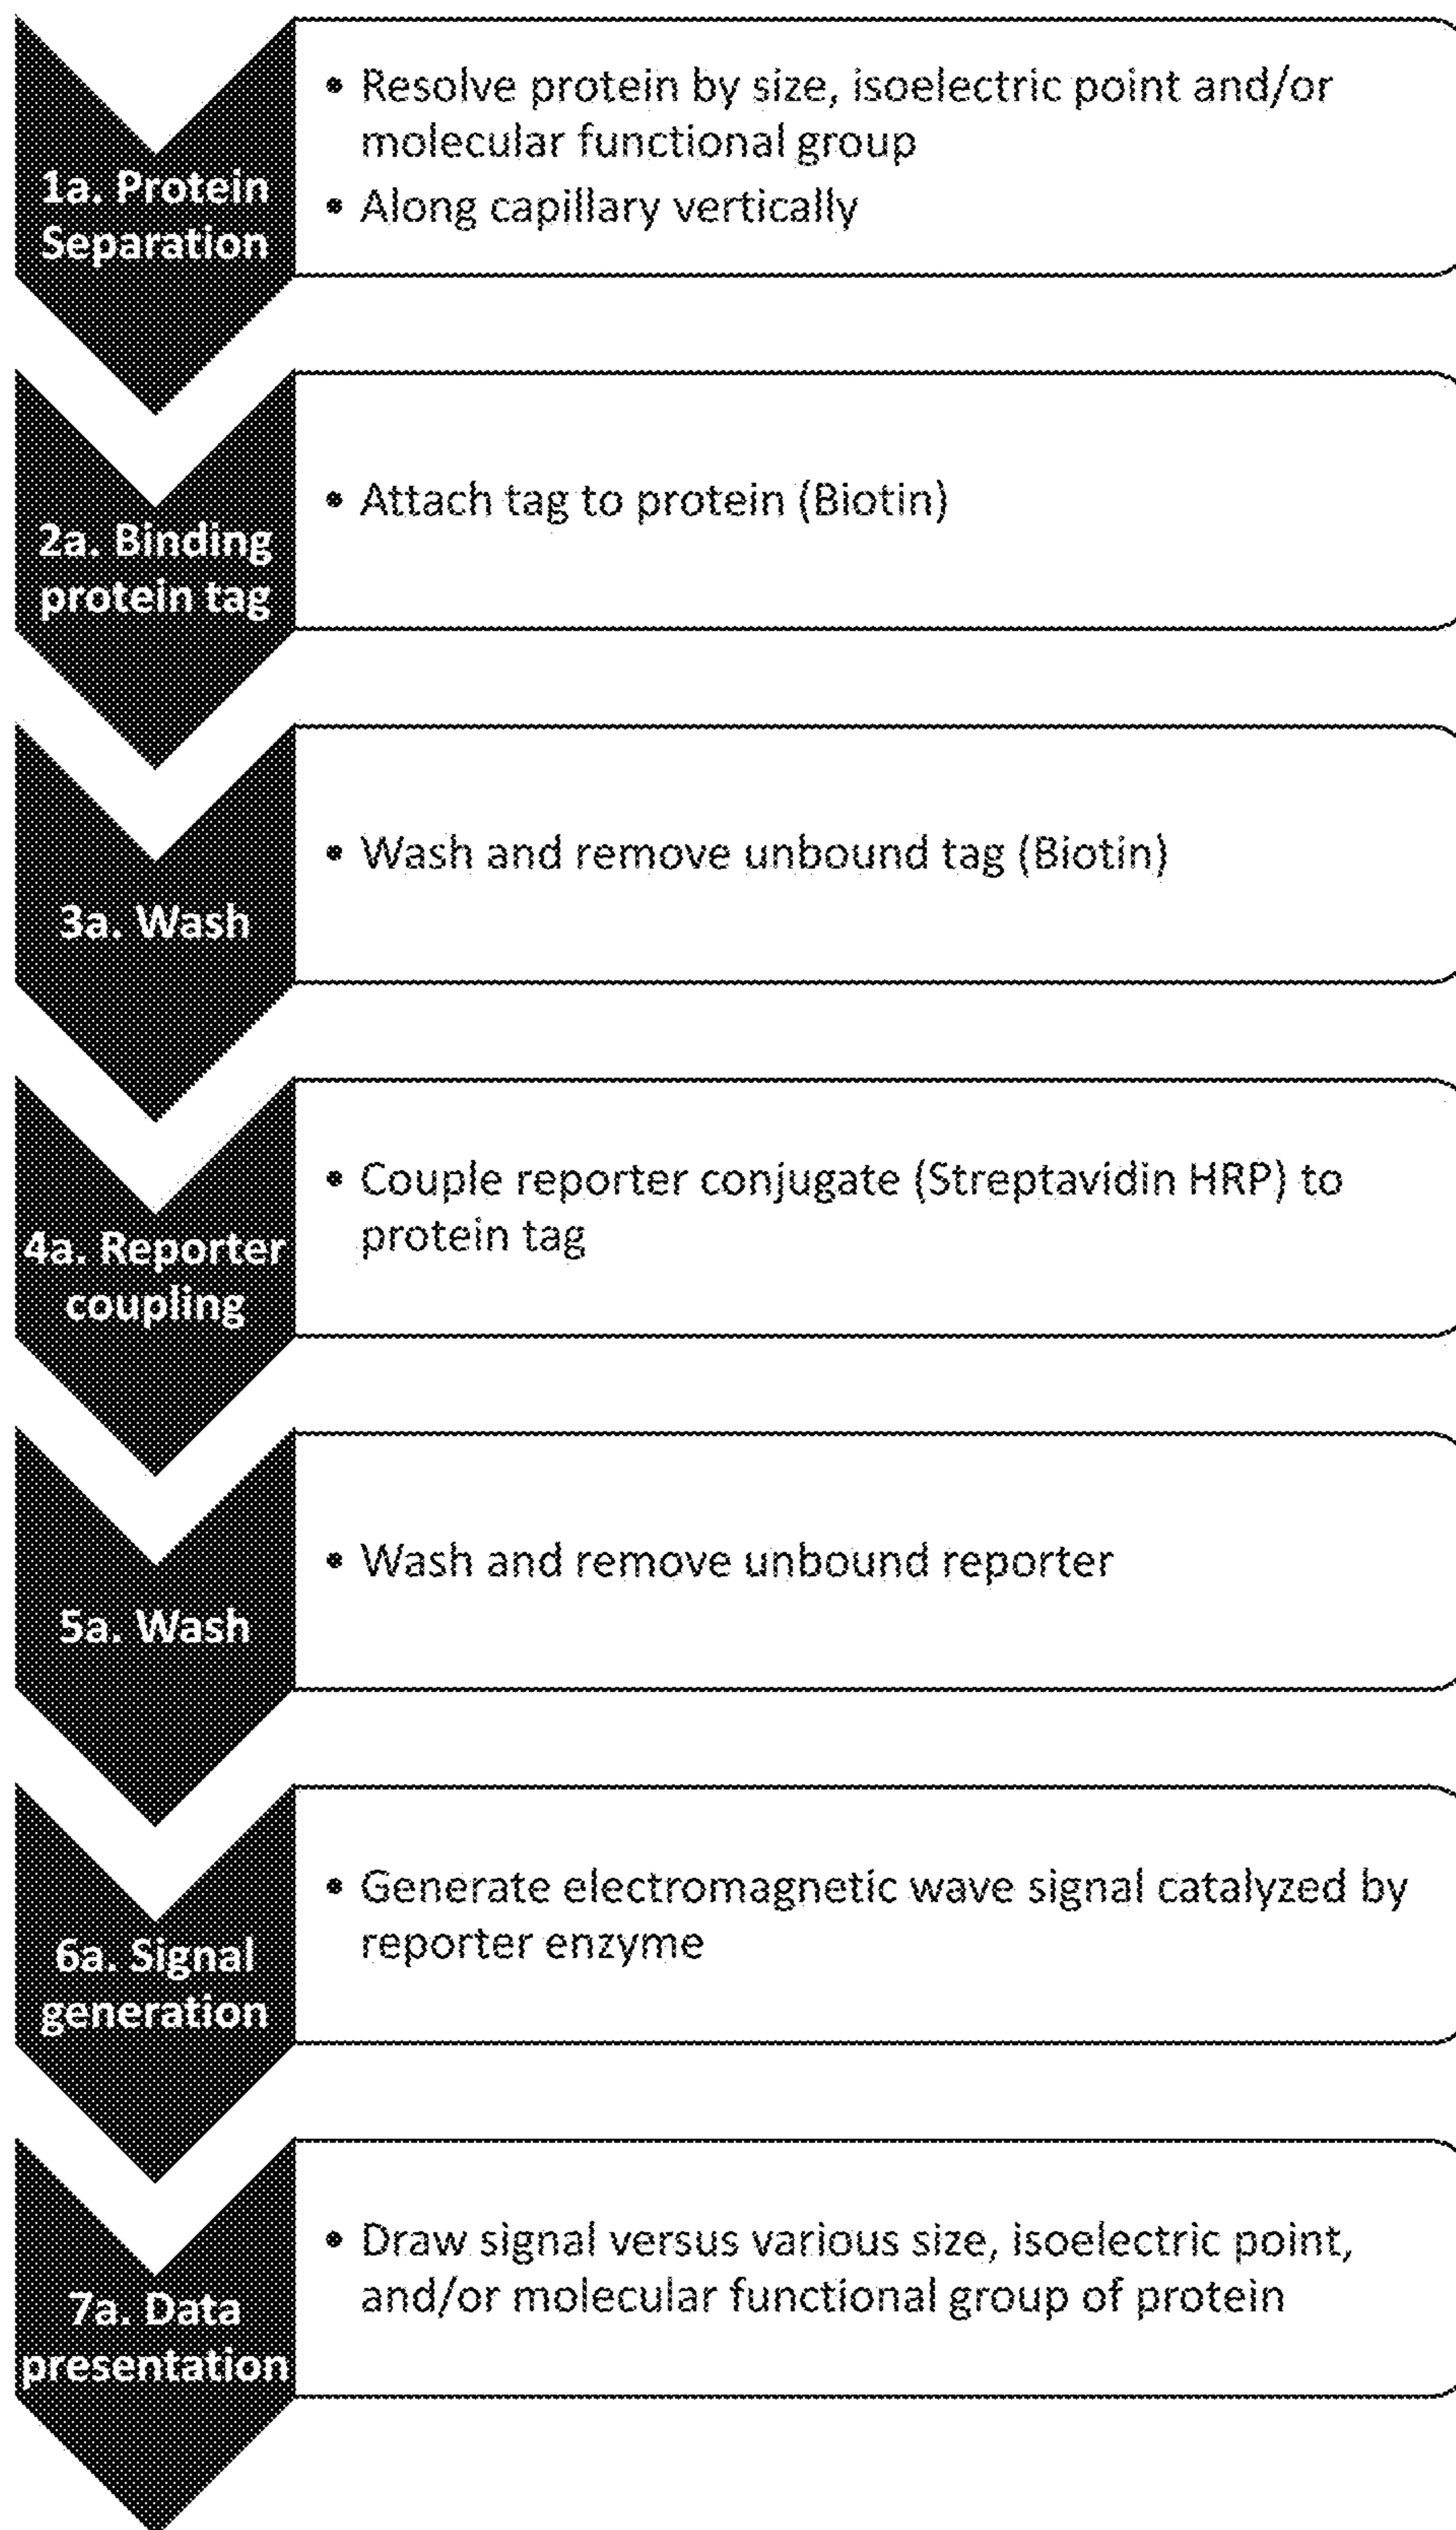 1a. Protein
Separation
• Resolve protein by size, isoelectric point and/or
molecular functional group
• Along capillary vertically
2a. Binding
protein tag
• Attach tag to protein (Biotin)
3a. Wash
• Wash and remove unbound tag (Biotin)
4a. Reporter
coupling
• Couple reporter conjugate (Streptavidin HRP) to
protein tag
5a. Wash
• Wash and remove unbound reporter
6a. Signal
generation
• Generate electromagnetic wave signal catalyzed by
reporter enzyme
7a. Data
presentation
• Draw signal versus various size, isoelectric point,
and/or molecular functional group of protein